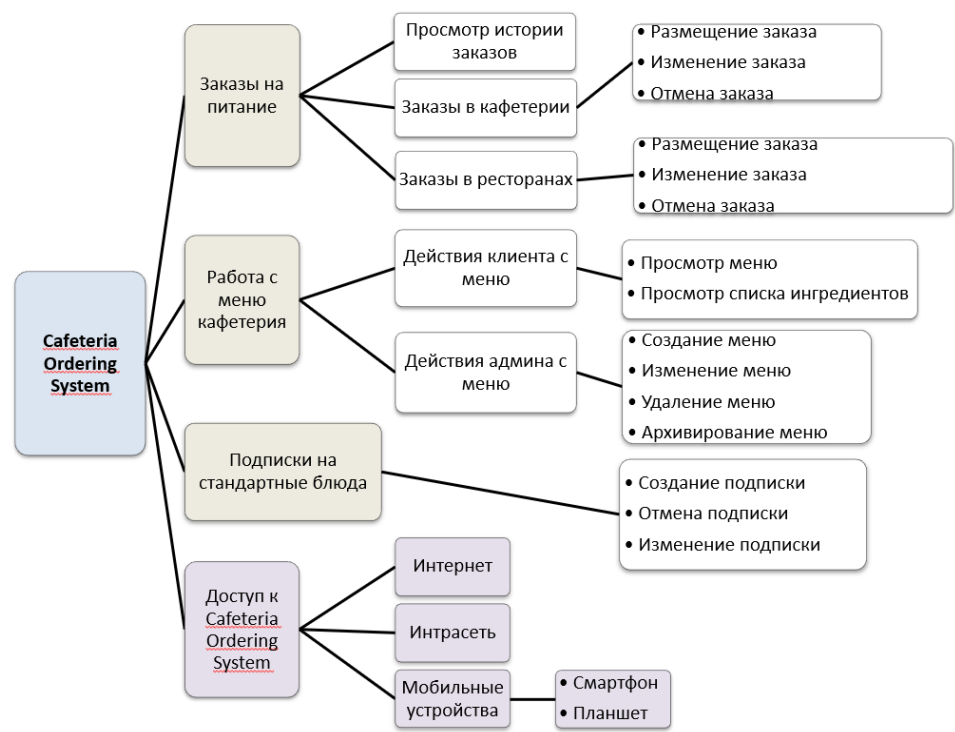 Cafeteria
Ordering
System
Заказы на
питание
Просмотр истории
заказов
Заказы в кафетерии
• Размещение заказа
• Изменение заказа
• Отмена заказа
Заказы в ресторанах
• Размещение заказа
• Изменение заказа
• Отмена заказа
Работа с
меню
кафетерия
Действия клиента с
меню
• Просмотр меню
• Просмотр списка ингредиентов
Действия админа с
меню
• Создание меню
• Изменение меню
• Удаление меню
• Архивирование меню
Подписки на
стандартные блюда
• Создание подписки
• Отмена подписки
• Изменение подписки
Доступ к
Cafeteria
Ordering
System
Интернет
Интрасеть
Мобильные
устройства
• Смартфон
• Планшет